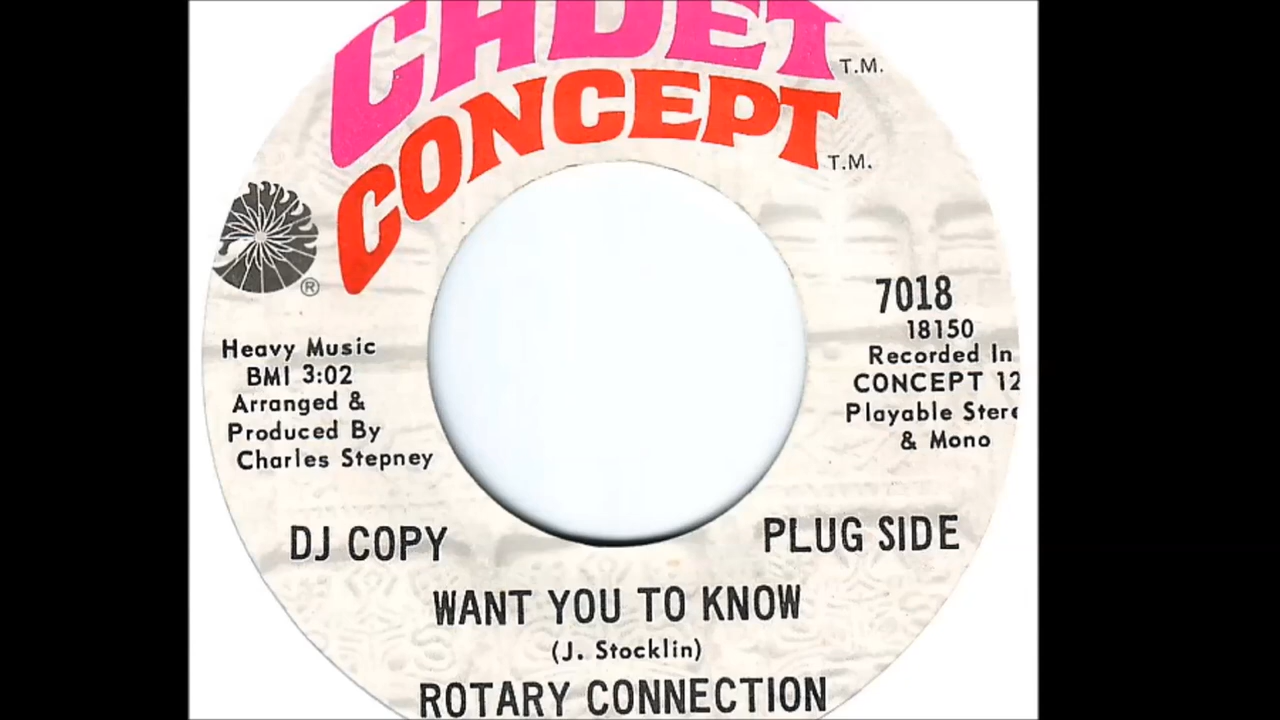 CADET T.M.
CONCEPT T.M.
®
7018
18150
Recorded In
CONCEPT 12
Playable Stere
& Mono
Heavy Music
BMI 3:02
Arranged &
Produced By
Charles Stepney
DJ COPY
PLUG SIDE
WANT YOU TO KNOW
(J. Stocklin)
ROTARY CONNECTION